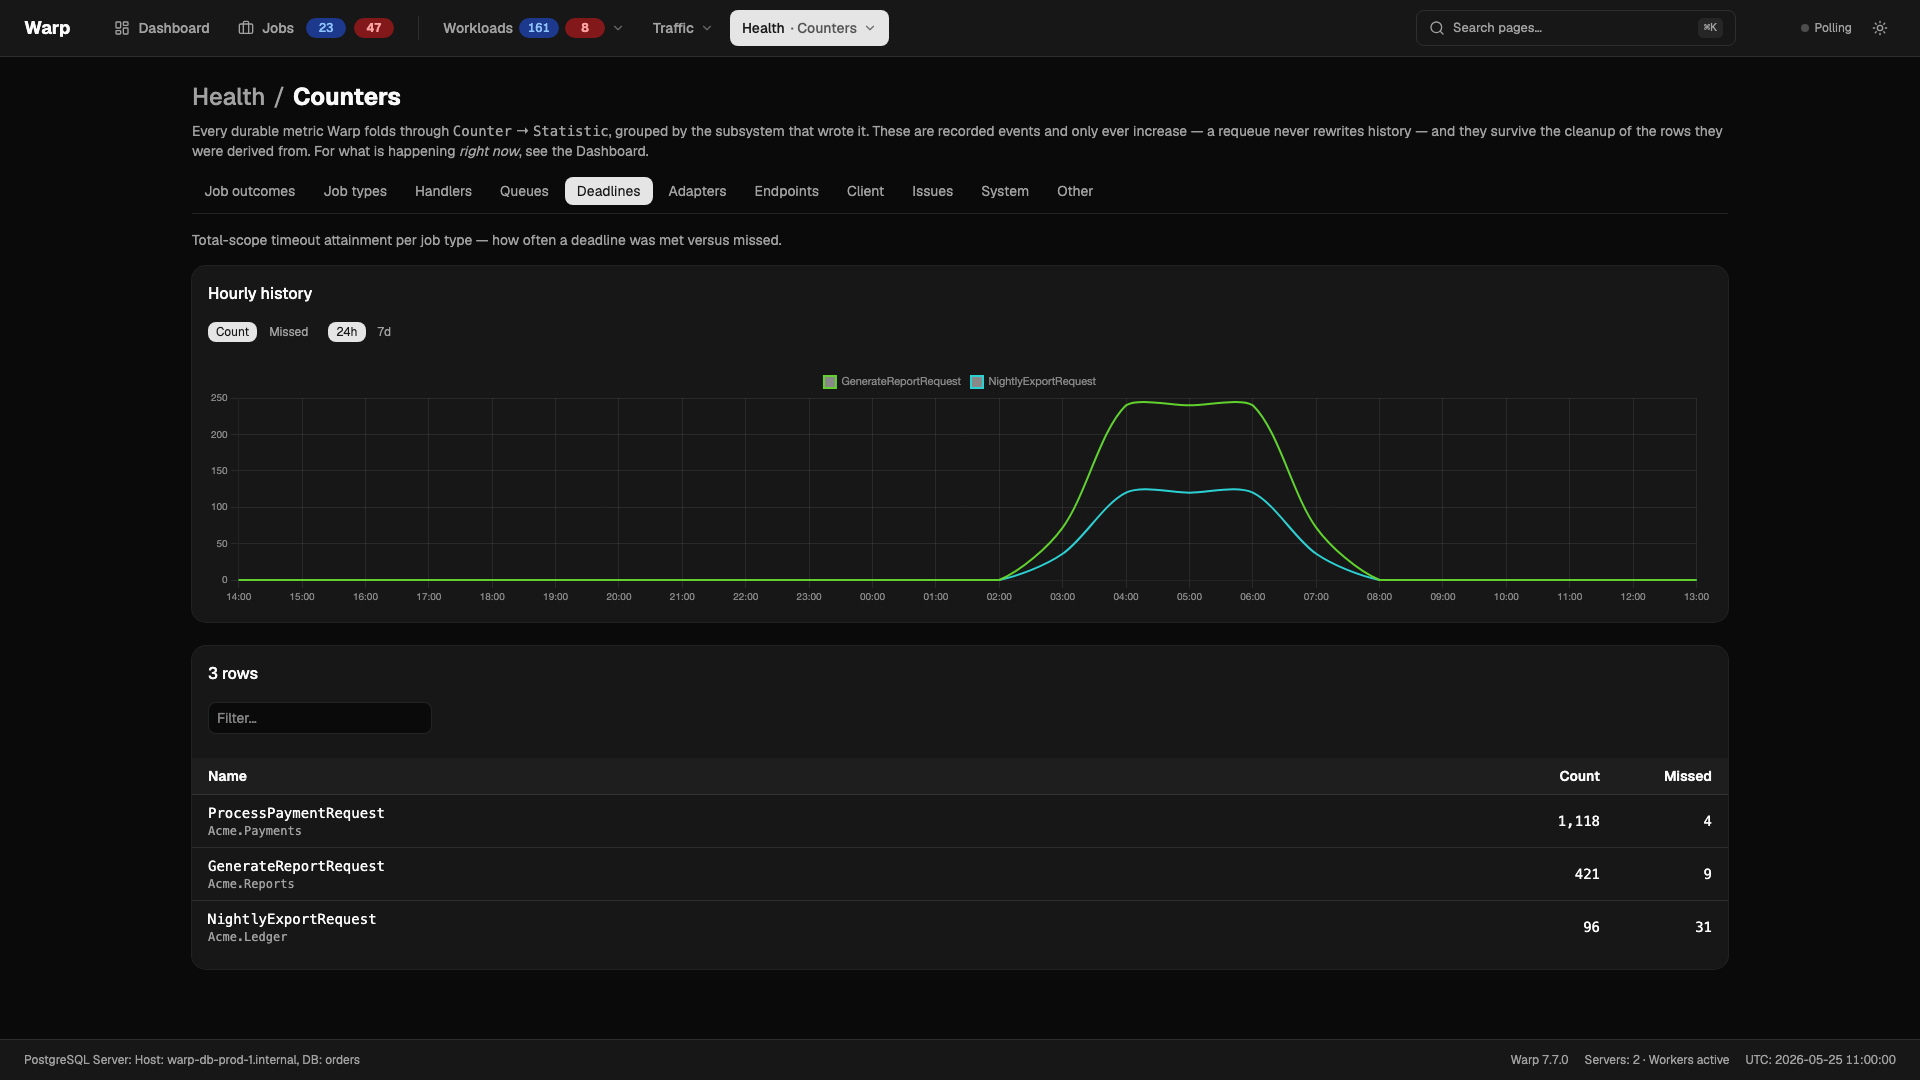 Warp
Dashboard
Jobs 23 47
Workloads 161 8
Traffic
Health · Counters
Search pages...
⌘K
Polling
Health / Counters
Every durable metric Warp folds through Counter → Statistic, grouped by the subsystem that wrote it. These are recorded events and only ever increase — a requeue never rewrites history — and they survive the cleanup of the rows they
were derived from. For what is happening right now, see the Dashboard.
Job outcomes Job types Handlers Queues Deadlines Adapters Endpoints Client Issues System Other
Total-scope timeout attainment per job type — how often a deadline was met versus missed.
Hourly history
Count Missed 24h 7d
GenerateReportRequest NightlyExportRequest
250
200
150
100
50
0
14:00 15:00 16:00 17:00 18:00 19:00 20:00 21:00 22:00 23:00 00:00 01:00 02:00 03:00 04:00 05:00 06:00 07:00 08:00 09:00 10:00 11:00 12:00 13:00
3 rows
Filter...
Name Count Missed
ProcessPaymentRequest 1,118 4
Acme.Payments
GenerateReportRequest 421 9
Acme.Reports
NightlyExportRequest 96 31
Acme.Ledger
PostgreSQL Server: Host: warp-db-prod-1.internal, DB: orders
Warp 7.7.0 Servers: 2 · Workers active UTC: 2026-05-25 11:00:00